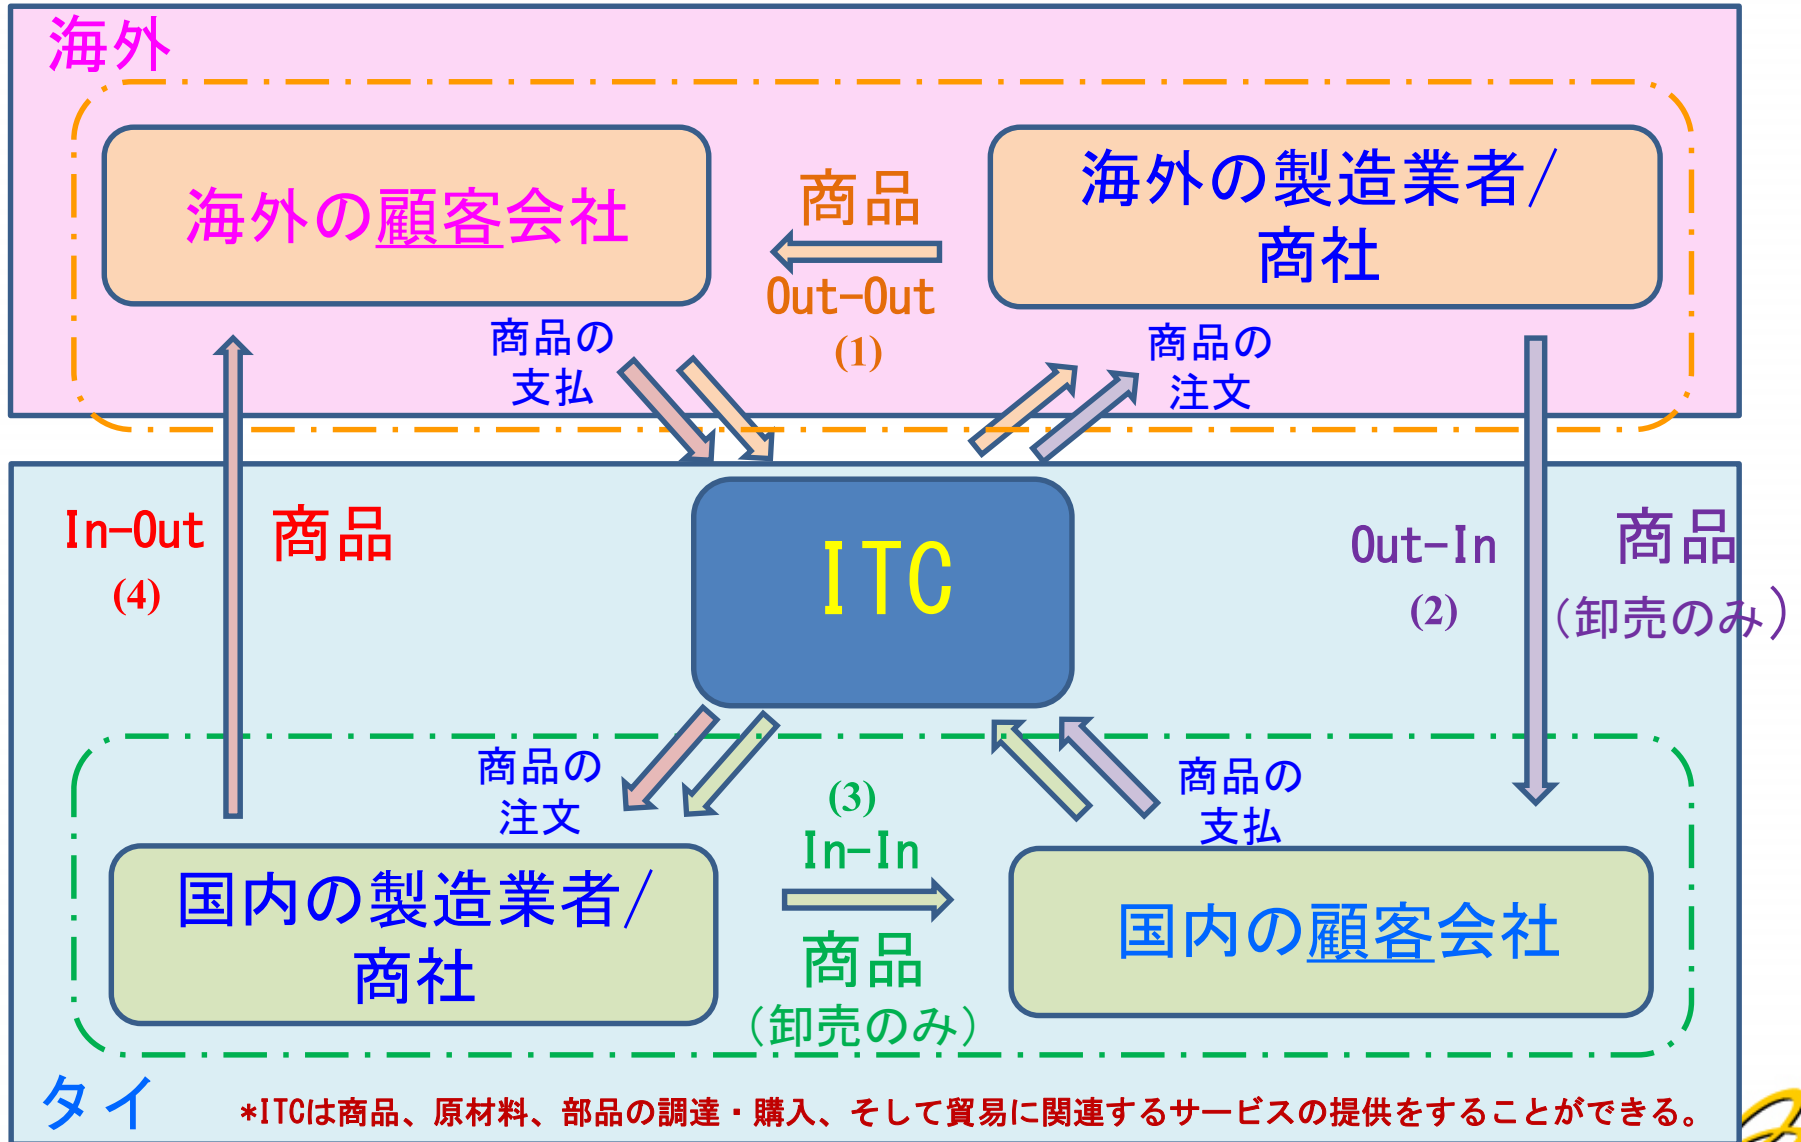 海外
海外の顧客会社
商品
Out-Out
(1)
海外の製造業者/
商社
商品の
支払
商品の
注文
In-Out
(4)
商品
ITC
Out-In
(2)
商品
（卸売のみ）
商品の
注文
(3)
In-In
商品
（卸売のみ）
商品の
支払
国内の製造業者/
商社
国内の顧客会社
タイ
*ITCは商品、原材料、部品の調達・購入、そして貿易に関連するサービスの提供をすることができる。